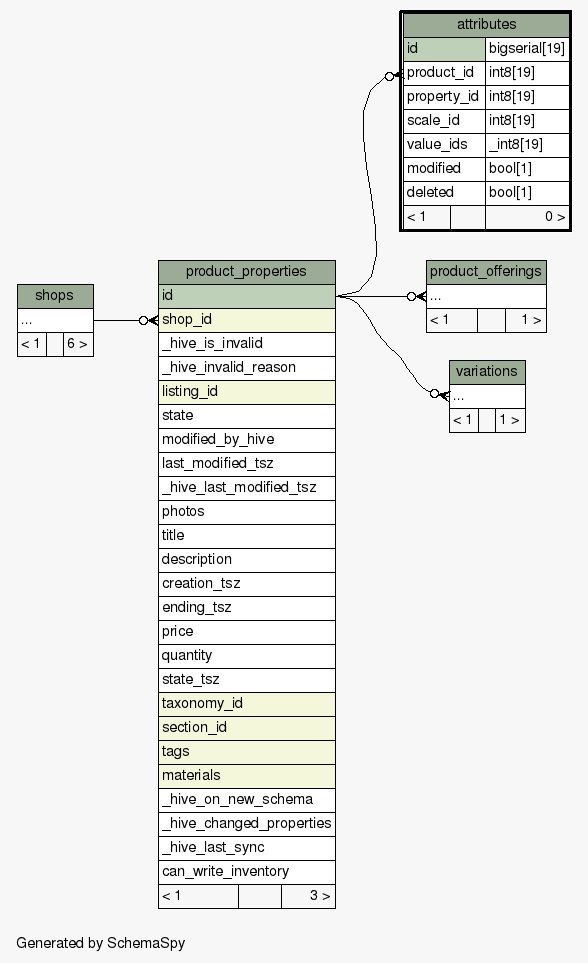 attributes
id bigserial[19]
product_id int8[19]
property_id int8[19]
scale_id int8[19]
value_ids _int8[19]
modified bool[1]
deleted bool[1]
< 1 0 >
product_properties
id
shop_id
_hive_is_invalid
_hive_invalid_reason
listing_id
state
modified_by_hive
last_modified_tsz
_hive_last_modified_tsz
photos
title
description
creation_tsz
ending_tsz
price
quantity
state_tsz
taxonomy_id
section_id
tags
materials
_hive_on_new_schema
_hive_changed_properties
_hive_last_sync
can_write_inventory
< 1 3 >
product_offerings
...
< 1 1 >
shops
...
< 1 6 >
variations
...
< 1 1 >
Generated by SchemaSpy